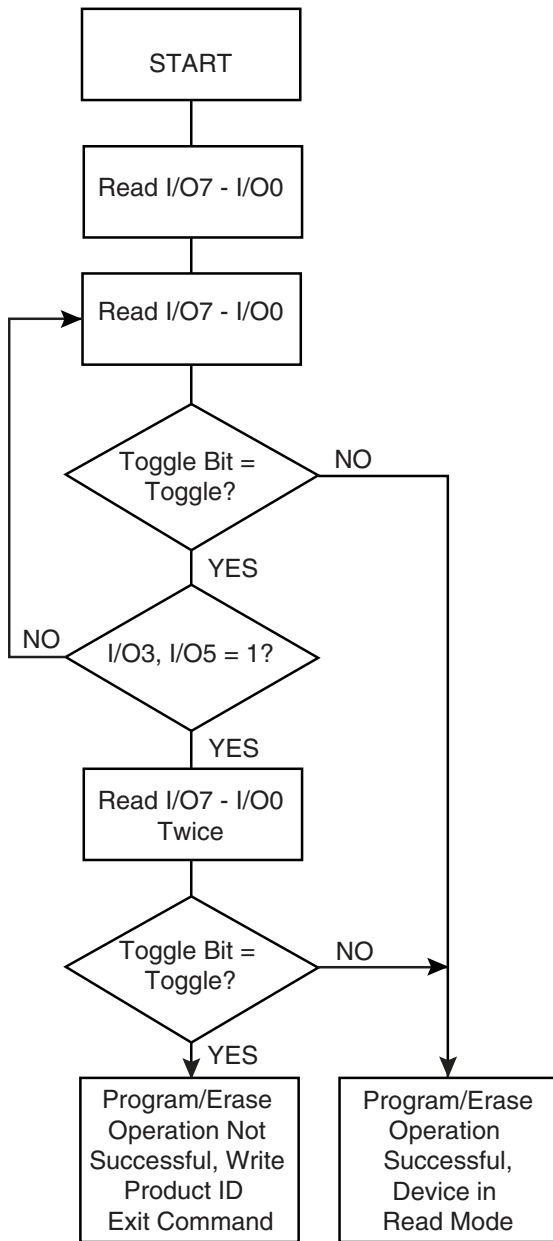 START
Read I/O7 - I/O0
Read I/O7 - I/O0
Toggle Bit =
Toggle?
NO
YES
NO
I/O3, I/O5 = 1?
YES
Read I/O7 - I/O0
Twice
Toggle Bit =
Toggle?
NO
YES
Program/Erase
Operation Not
Successful, Write
Product ID
Exit Command
Program/Erase
Operation
Successful,
Device in
Read Mode